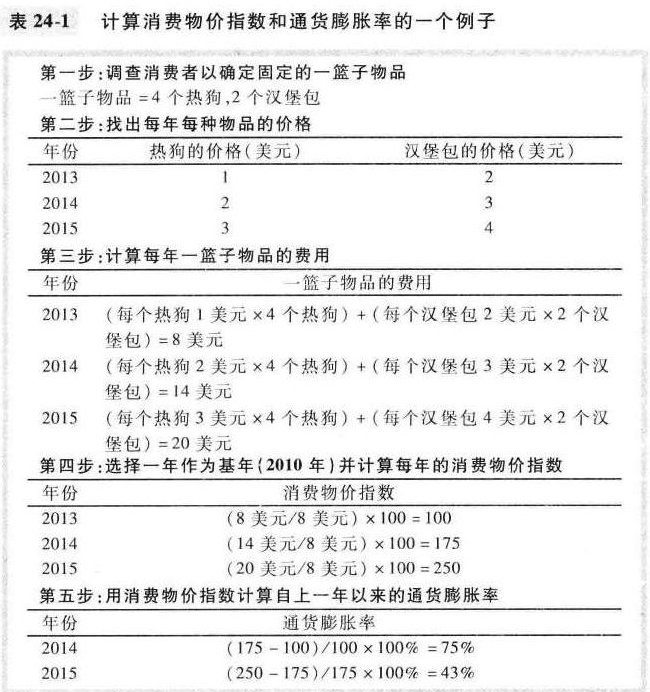 表 24-1 计算消费物价指数和通货膨胀率的一个例子
第一步:调查消费者以确定固定的一篮子物品
一篮子物品 =4 个热狗,2 个汉堡包
第二步:找出每年每种物品的价格
年份 热狗的价格(美元) 汉堡包的价格(美元)
2013 1 2
2014 2 3
2015 3 4
第三步:计算每年一篮子物品的费用
年份 一篮子物品的费用
2013 (每个热狗 1 美元 ×4 个热狗) + (每个汉堡包 2 美元 ×2 个汉
堡包) =8 美元
2014 (每个热狗 2 美元 ×4 个热狗) + (每个汉堡包 3 美元 ×2 个汉
堡包) =14 美元
2015 (每个热狗 3 美元 ×4 个热狗) + (每个汉堡包 4 美元 ×2 个汉
堡包) =20 美元
第四步:选择一年作为基年(2010 年)并计算每年的消费物价指数
年份 消费物价指数
2013 (8 美元/8 美元) ×100 =100
2014 (14 美元/8 美元) ×100 =175
2015 (20 美元/8 美元) ×100 =250
第五步:用消费物价指数计算自上一年以来的通货膨胀率
年份 通货膨胀率
2014 (175 - 100)/100 ×100% =75%
2015 (250 - 175)/175 ×100% =43%